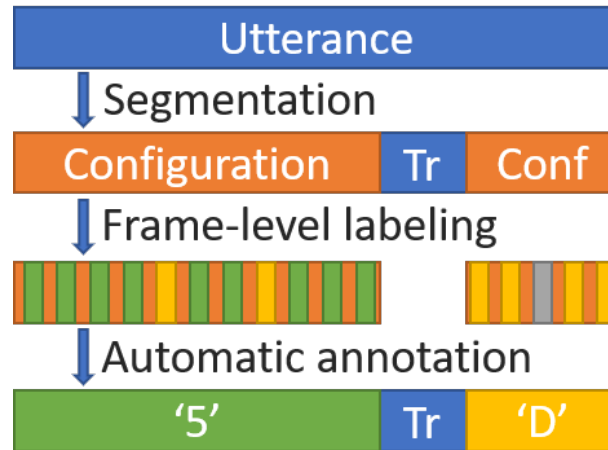 Utterance
Segmentation
Configuration Tr Conf
Frame-level labeling
Automatic annotation
'5' Tr 'D'